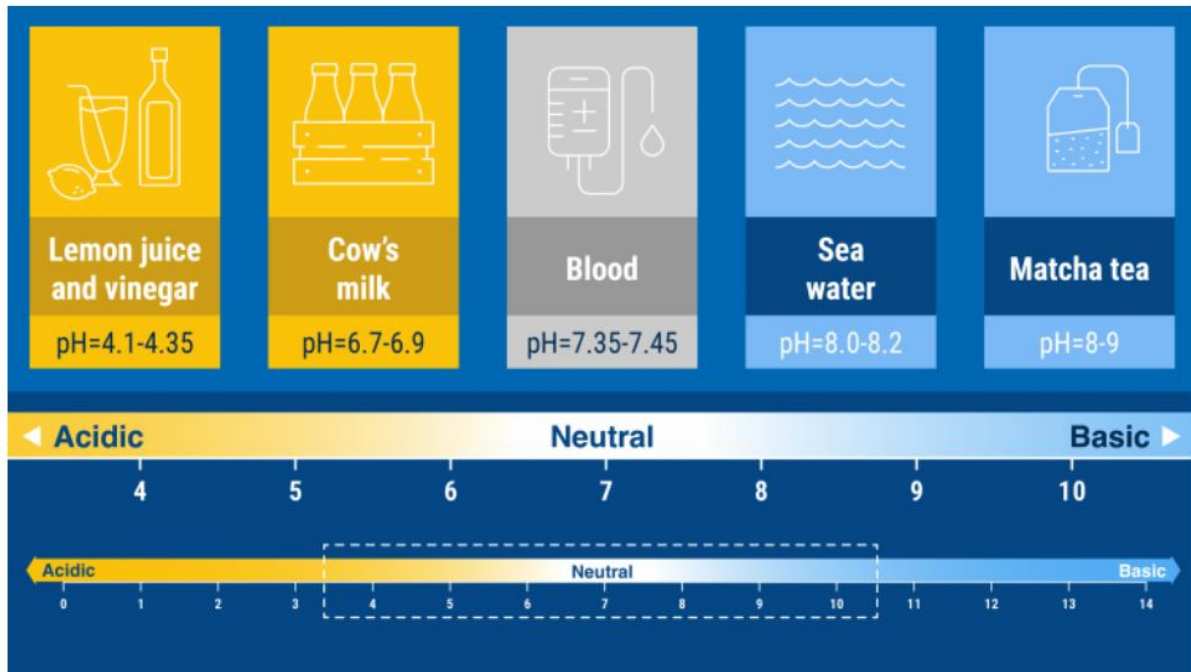 Lemon juice
and vinegar
pH=4.1-4.35
Cow's
milk
pH=6.7-6.9
Blood
pH=7.35-7.45
Sea
water
pH=8.0-8.2
Matcha tea
pH=8-9
Acidic Neutral Basic
4 5 6 7 8 9 10
Acidic Neutral Basic
0 1 2 3 4 5 6 7 8 9 10 11 12 13 14